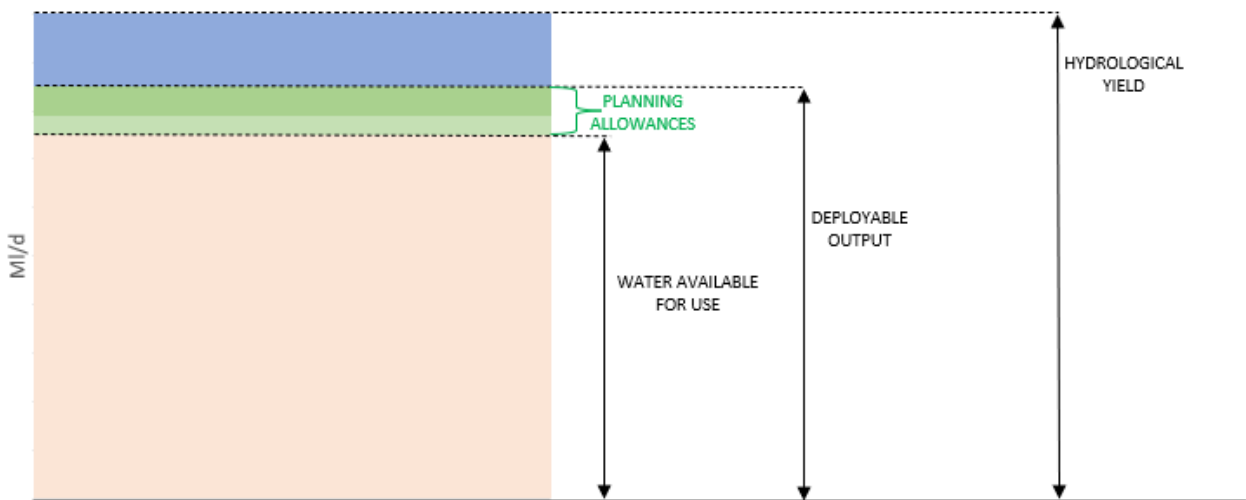 HYDROLOGICAL
YIELD
PLANNING
ALLOWANCES
DEPLOYABLE
OUTPUT
WATER AVAILABLE
FOR USE
Ml/d